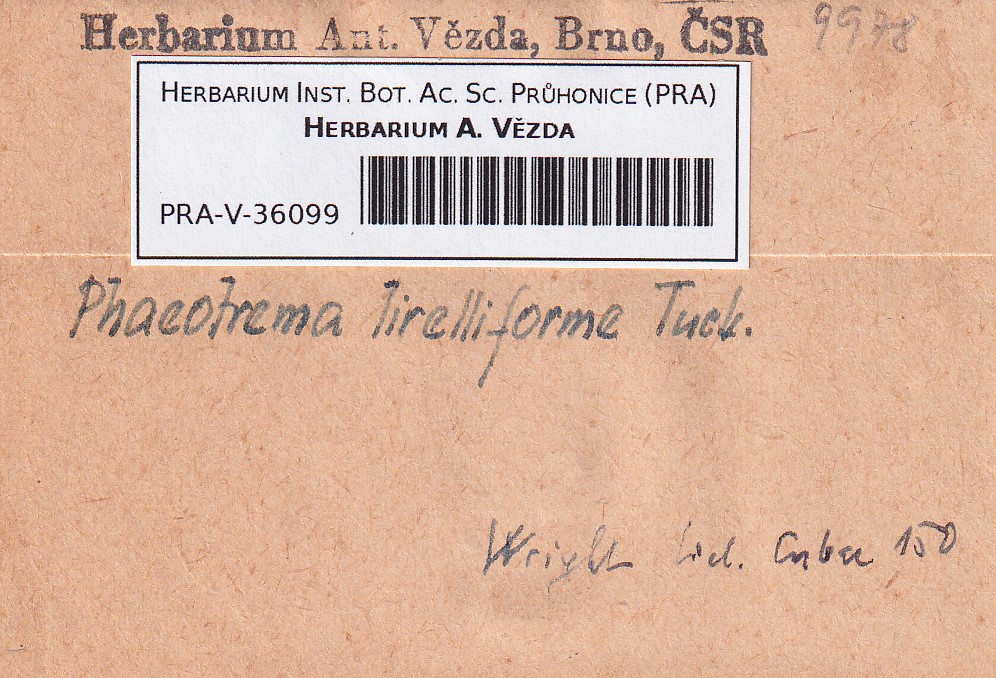 Herbarium Ant. Vězda, Brno, ČSR 9978
HERBARIUM INST. BOT. AC. SC. PRŮHONICE (PRA)
HERBARIUM A. VĚZDA
PRA-V-36099
Phaeotrema lirelliforme Tuck.
Wright Lich. Cubae 150